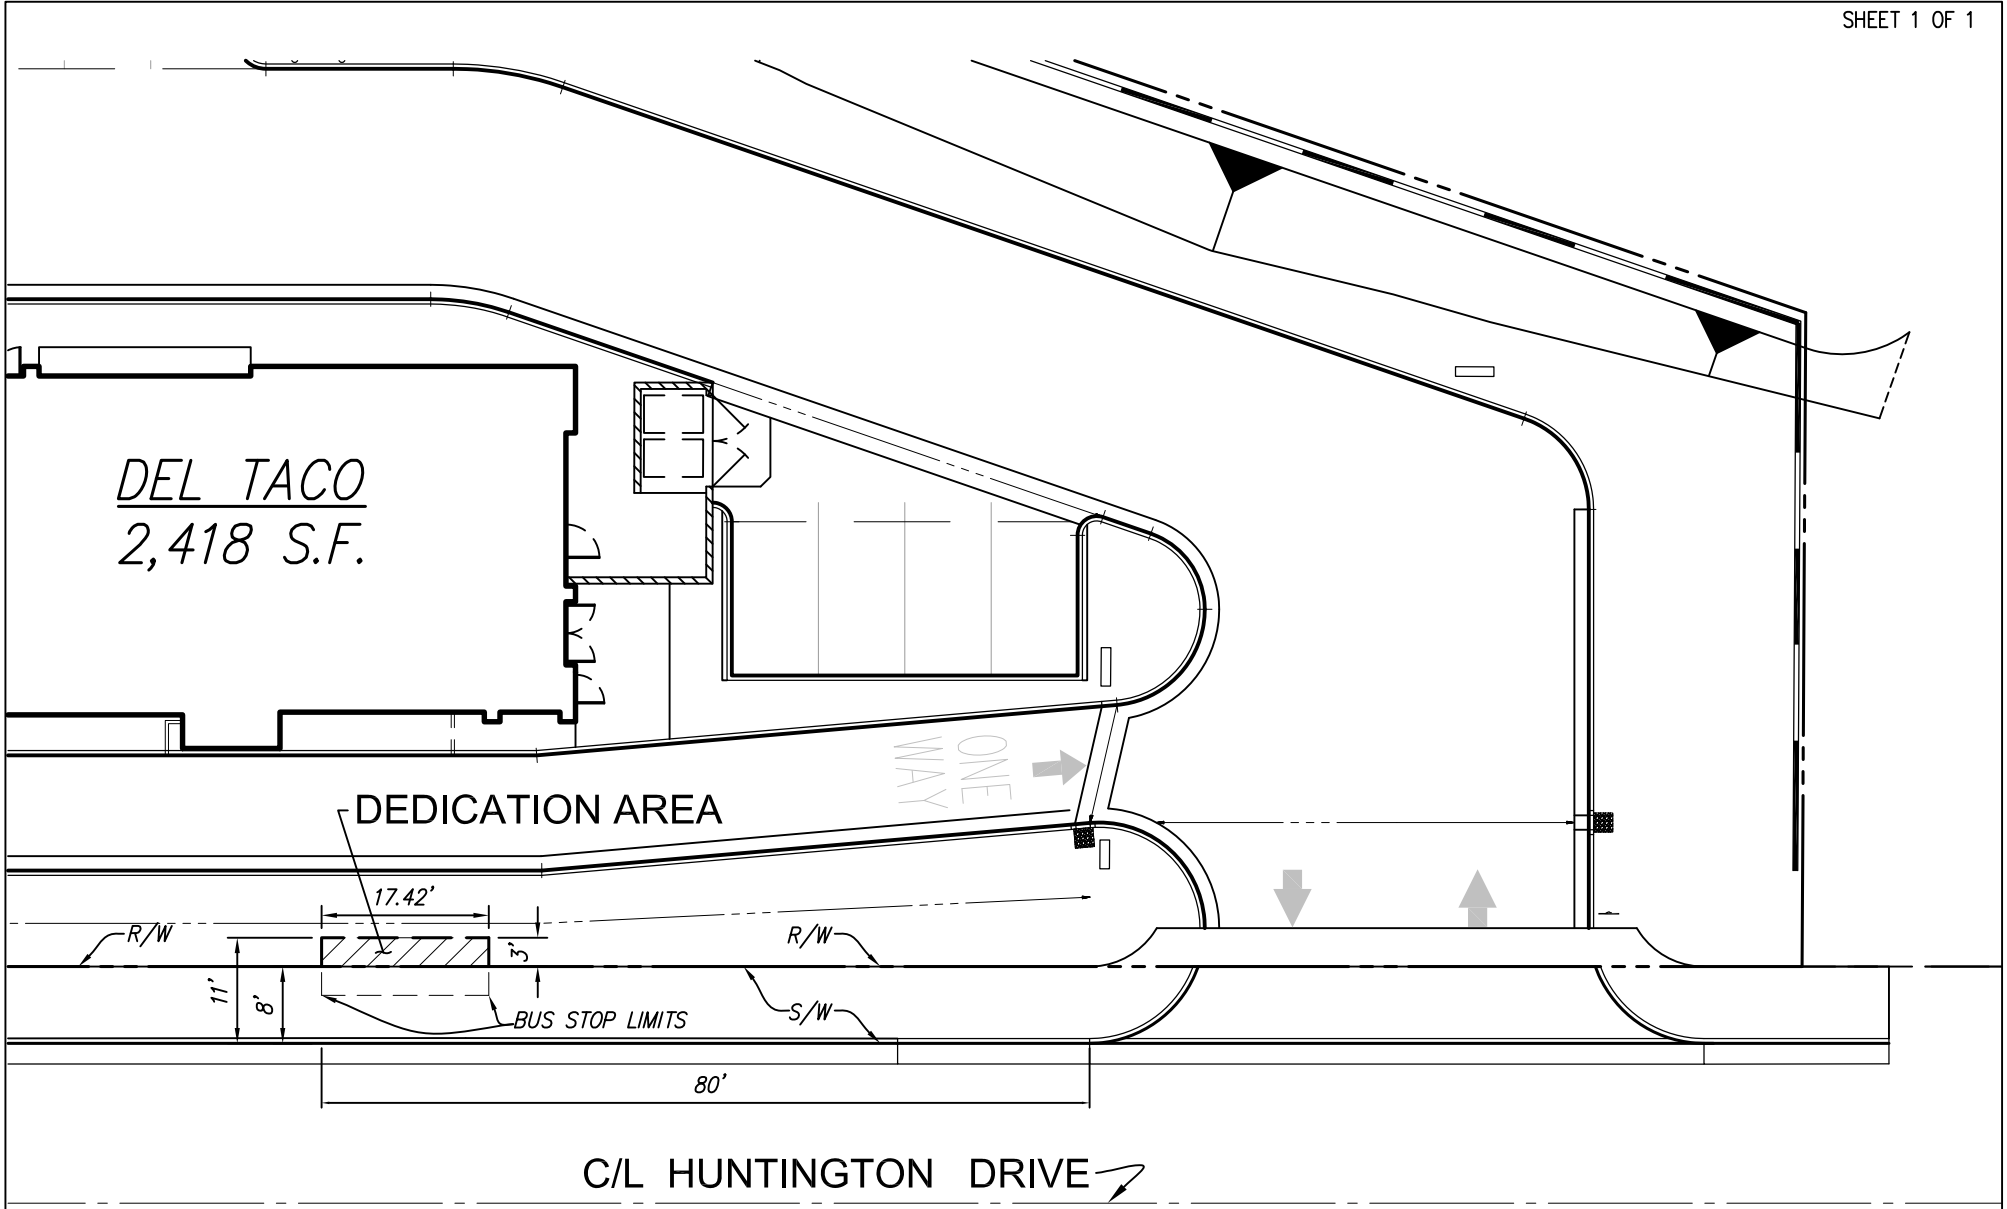 SHEET 1 OF 1
DEL TACO
2,418 S.F.
ONE
WAY
DEDICATION AREA
17.42'
R/W
3'
R/W
11'
8'
S/W
BUS STOP LIMITS
80'
C/L HUNTINGTON DRIVE